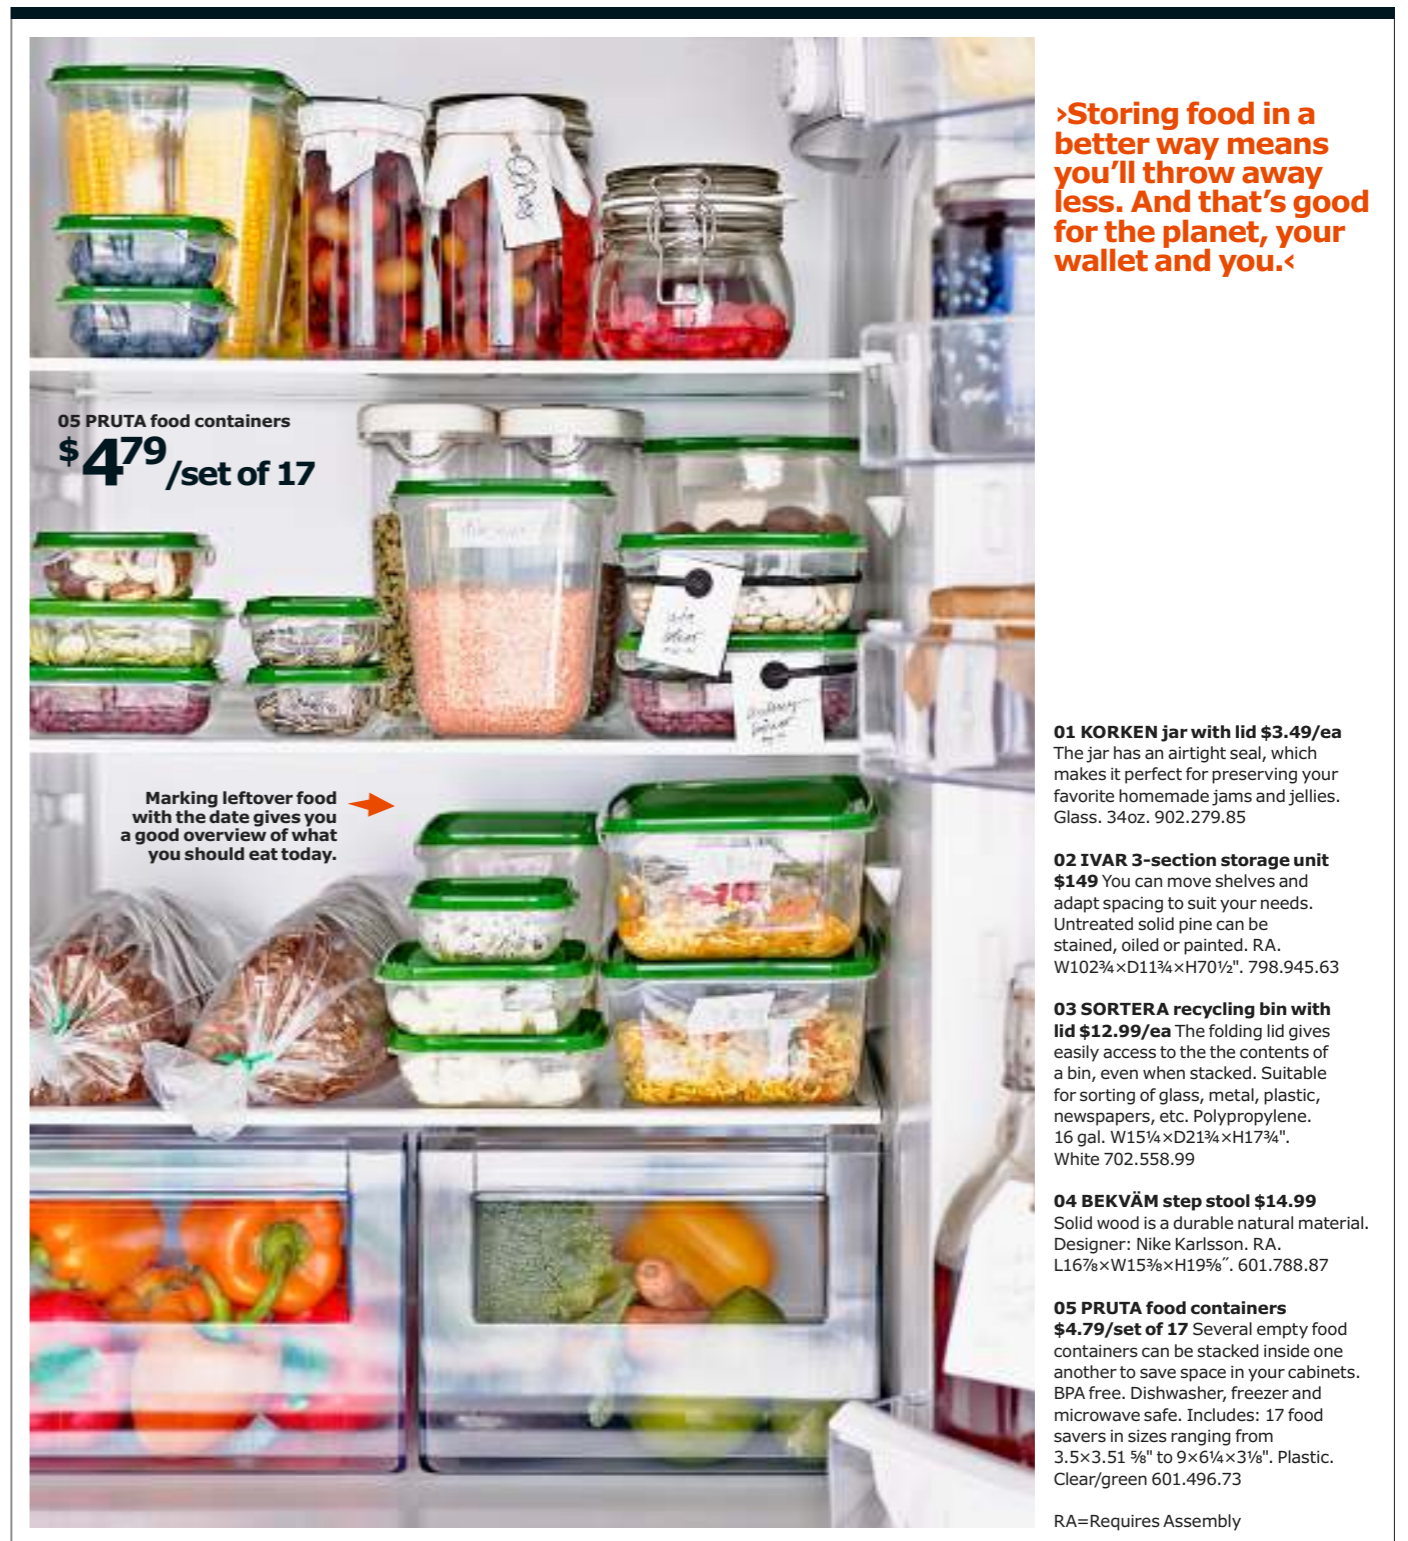 ›Storing food in a
better way means
you’ll throw away
less. And that’s good
for the planet, your
wallet and you.‹
05 PRUTA food containers
$4 79/set of 17
Marking leftover food
with the date gives you
a good overview of what
you should eat today.
01 KORKEN jar with lid $3.49/ea
The jar has an airtight seal, which
makes it perfect for preserving your
favorite homemade jams and jellies.
Glass. 34oz. 902.279.85
02 IVAR 3-section storage unit
$149 You can move shelves and
adapt spacing to suit your needs.
Untreated solid pine can be
stained, oiled or painted. RA.
W102¾×D11¾×H70½". 798.945.63
03 SORTERA recycling bin with
lid $12.99/ea The folding lid gives
easily access to the the contents of
a bin, even when stacked. Suitable
for sorting of glass, metal, plastic,
newspapers, etc. Polypropylene.
16 gal. W15¼×D21¾×H17¾".
White 702.558.99
04 BEKVÄM step stool $14.99
Solid wood is a durable natural material.
Designer: Nike Karlsson. RA.
L16⅞×W15⅜×H19⅝˝. 601.788.87
05 PRUTA food containers
$4.79/set of 17 Several empty food
containers can be stacked inside one
another to save space in your cabinets.
BPA free. Dishwasher, freezer and
microwave safe. Includes: 17 food
savers in sizes ranging from
3.5×3.51 ⅝" to 9×6¼×3⅛". Plastic.
Clear/green 601.496.73
RA=Requires Assembly